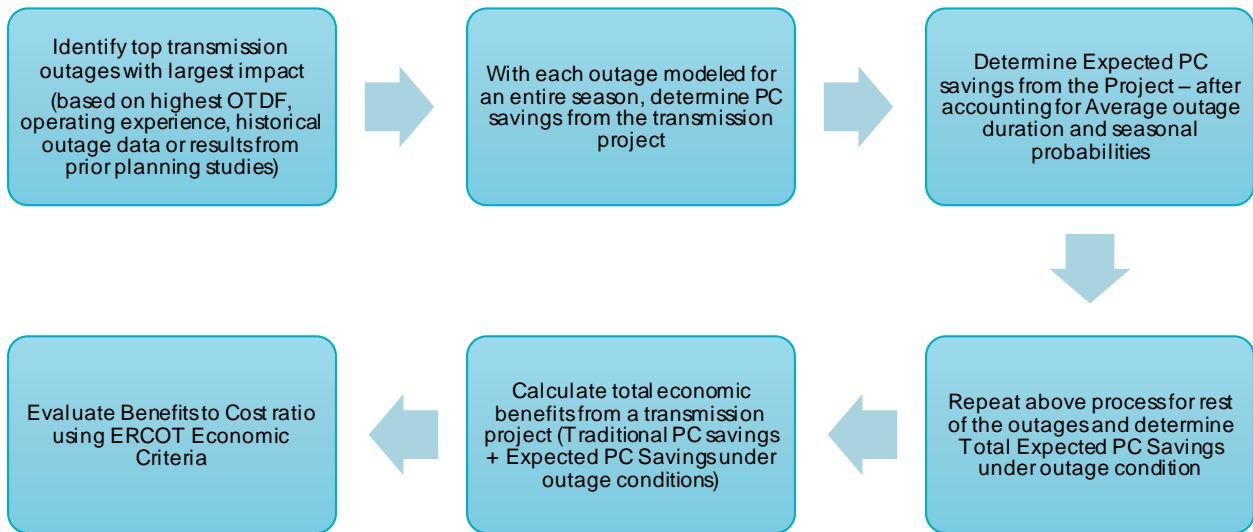 Identify top transmission
outages with largest impact
(based on highest OTDF,
operating experience, historical
outage data or results from
prior planning studies)
With each outage modeled for
an entire season, determine PC
savings from the transmission
project
Determine Expected PC
savings from the Project – after
accounting for Average outage
duration and seasonal
probabilities
Repeat above process for rest
of the outages and determine
Total Expected PC Savings
under outage condition
Calculate total economic
benefits from a transmission
project (Traditional PC savings
+ Expected PC Savings under
outage conditions)
Evaluate Benefits to Cost ratio
using ERCOT Economic
Criteria